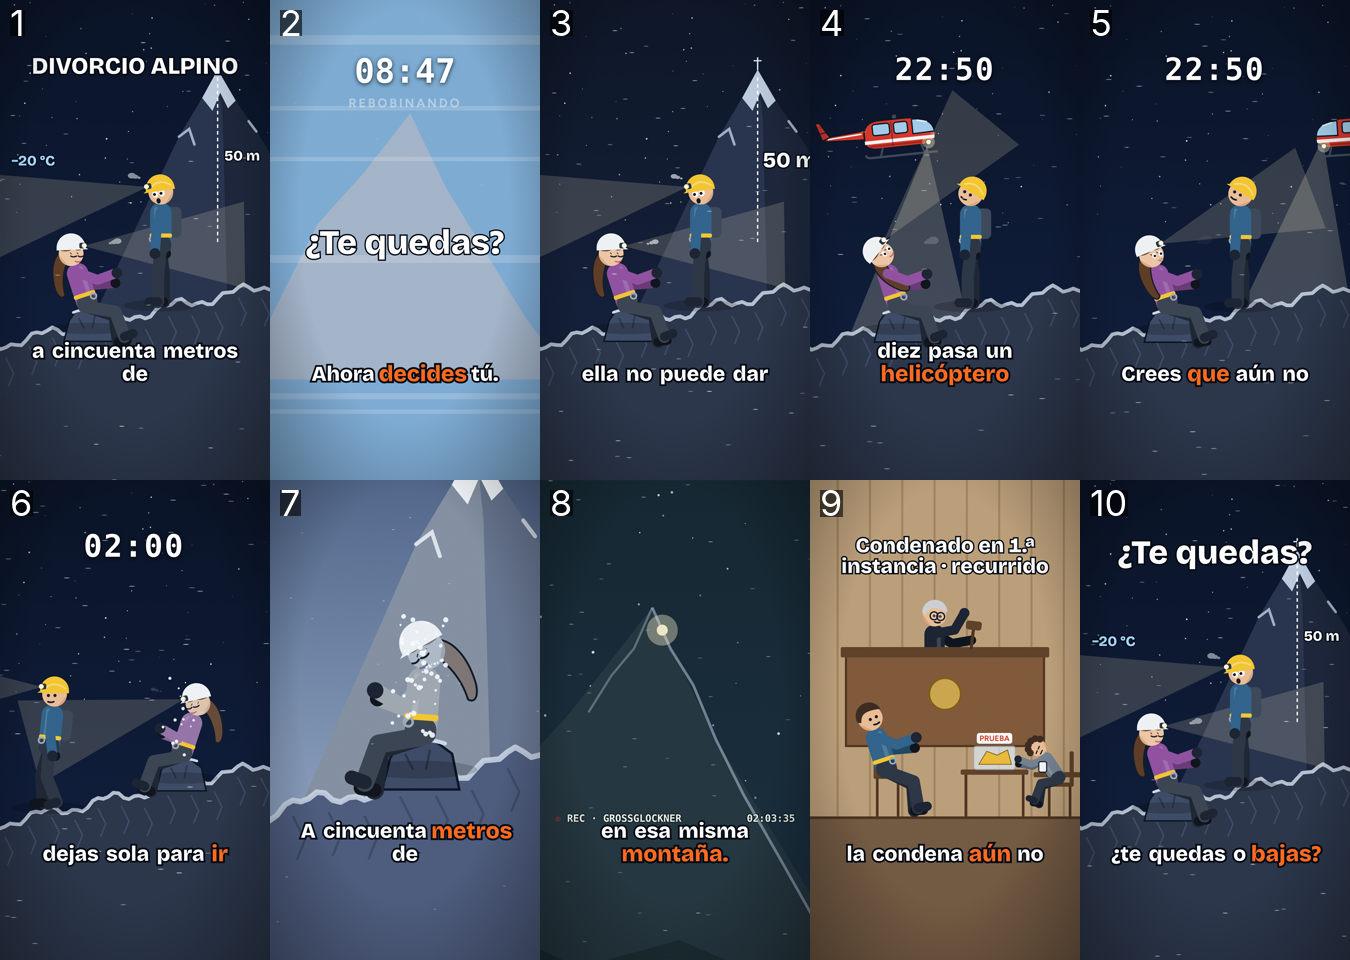 1
DIVORCIO ALPINO
-20 °C
50 m
a cincuenta metros
de
2
08:47
REBOBINANDO
¿Te quedas?
Ahora decides tú.
3
50 m
ella no puede dar
4
22:50
diez pasa un
helicóptero
5
22:50
Crees que aún no
6
02:00
dejas sola para ir
7
A cincuenta metros
de
8
REC · GROSSGLOCKNER 02:03:35
en esa misma
montaña.
9
Condenado en 1.ª
instancia · recurrido
PRUEBA
la condena aún no
10
¿Te quedas?
-20 °C
50 m
¿te quedas o bajas?